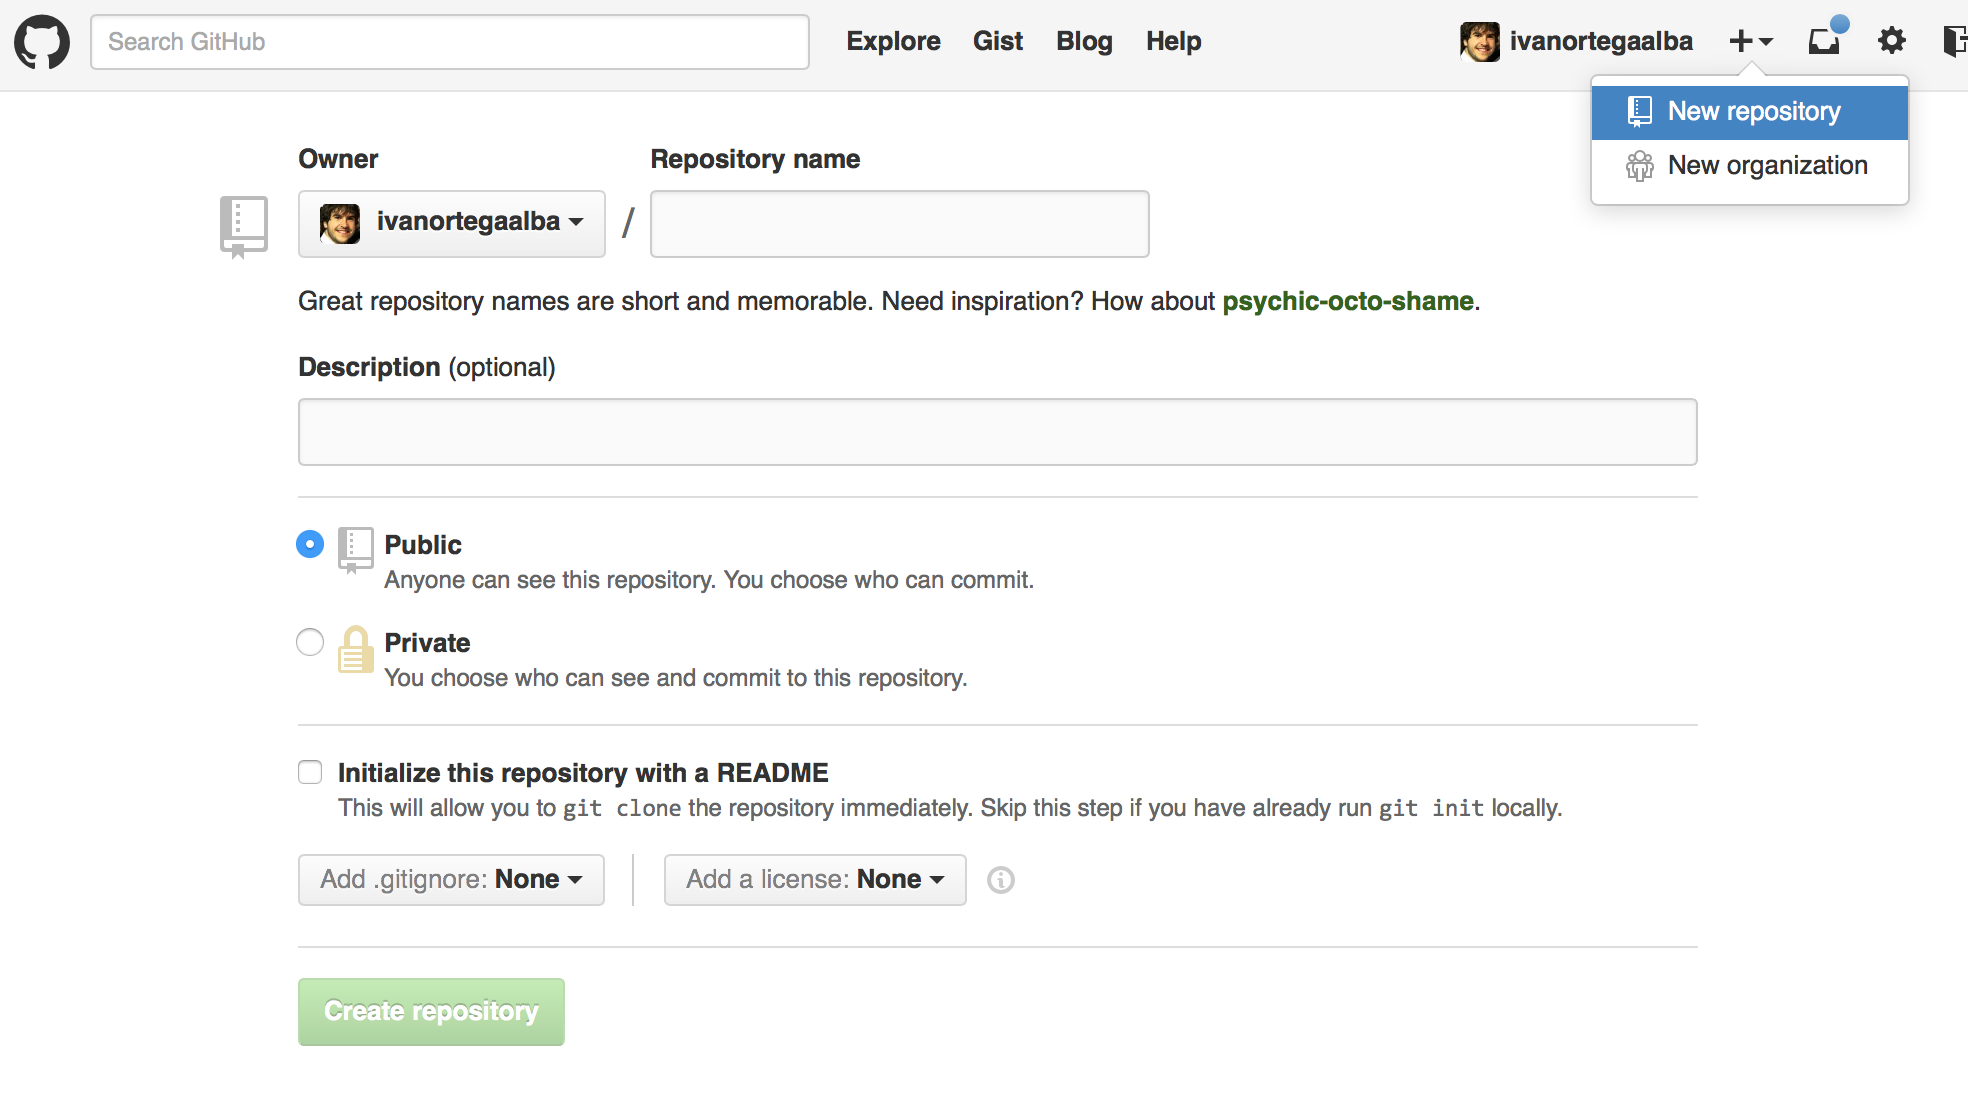 Search GitHub Explore Gist Blog Help ivanortegaalba
New repository
New organization
Owner Repository name
ivanortegaalba /
Great repository names are short and memorable. Need inspiration? How about psychic-octo-shame.
Description (optional)
Public
Anyone can see this repository. You choose who can commit.
Private
You choose who can see and commit to this repository.
Initialize this repository with a README
This will allow you to git clone the repository immediately. Skip this step if you have already run git init locally.
Add .gitignore: None Add a license: None
Create repository